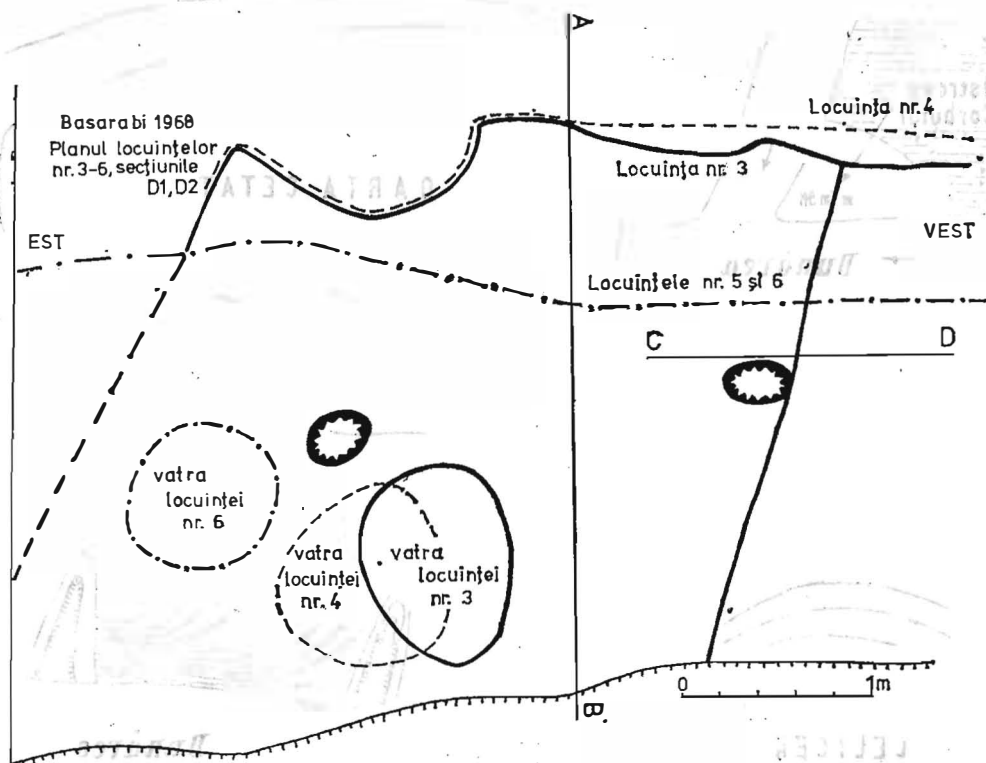 A
Locuința nr.4
Basarabi 1968
Planul locuințelor
nr. 3-6, secțiunile
D1, D2
Locuința nr. 3
EST
VEST
Locuințele nr. 5 și 6
C
D
vatra
locuinței
nr. 6
vatra
locuinței
nr. 4
vatra
locuinței
nr. 3
0
1m
B